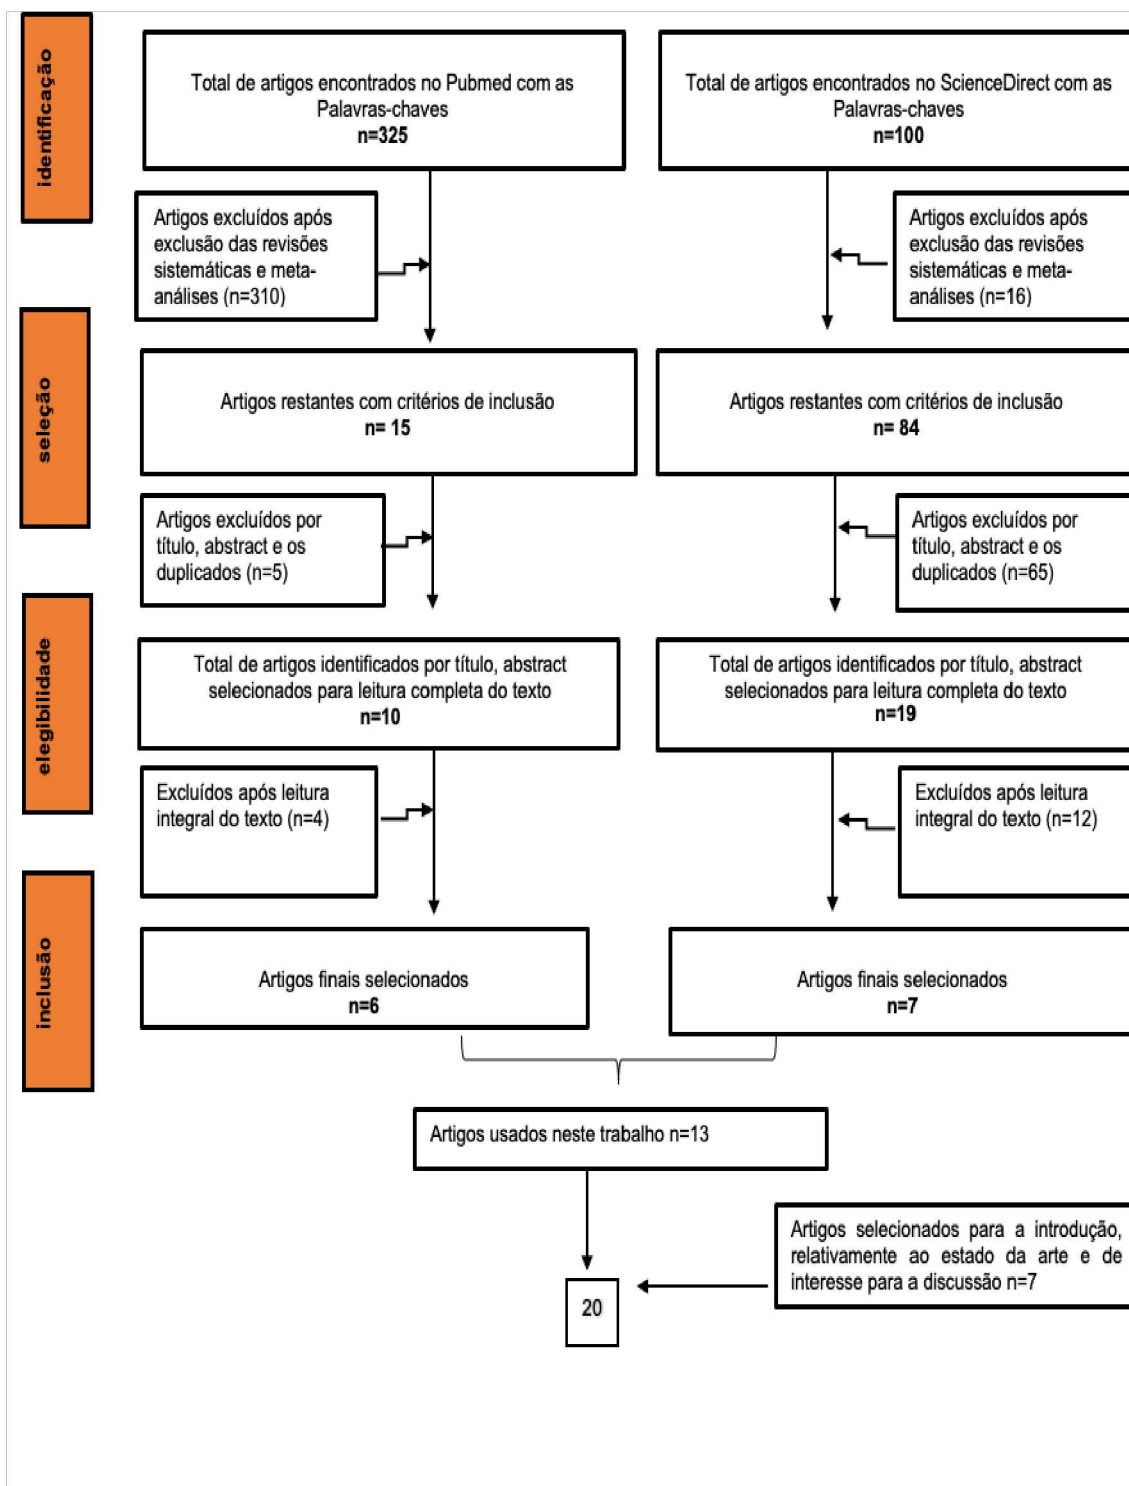 identificação
Total de artigos encontrados no Pubmed com as
Palavras-chaves
n=325
Total de artigos encontrados no ScienceDirect com as
Palavras-chaves
n=100
Artigos excluídos após
exclusão das revisões
sistemáticas e meta-
análises (n=310)
Artigos excluídos após
exclusão das revisões
sistemáticas e meta-
análises (n=16)
seleção
Artigos restantes com critérios de inclusão
n= 15
Artigos restantes com critérios de inclusão
n= 84
Artigos excluídos por
título, abstract e os
duplicados (n=5)
Artigos excluídos por
título, abstract e os
duplicados (n=65)
elegibilidade
Total de artigos identificados por título, abstract
selecionados para leitura completa do texto
n=10
Total de artigos identificados por título, abstract
selecionados para leitura completa do texto
n=19
Excluídos após leitura
integral do texto (n=4)
Excluídos após leitura
integral do texto (n=12)
inclusão
Artigos finais selecionados
n=6
Artigos finais selecionados
n=7
Artigos usados neste trabalho n=13
Artigos selecionados para a introdução,
relativamente ao estado da arte e de
interesse para a discussão n=7
20